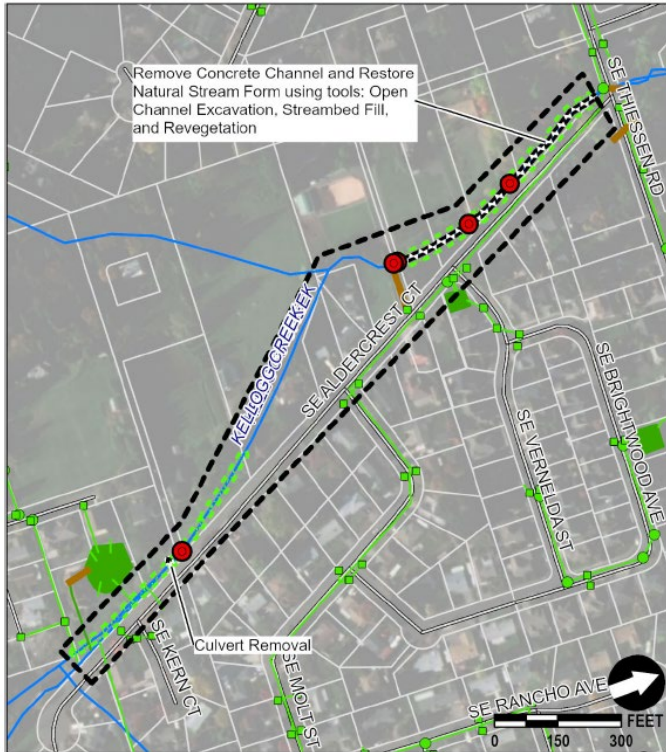 Remove Concrete Channel and Restore
Natural Stream Form using tools: Open
Channel Excavation, Streambed Fill,
and Revegetation
SE THIESSEN RD
KELLOGG CREEK EK
SE ALDERCREST CT
SE BRIGHTWOOD AVE
SE VERNELDA ST
Culvert Removal
SE KERN CT
SE MOLT ST
SE RANCHO AVE
FEET
0 150 300